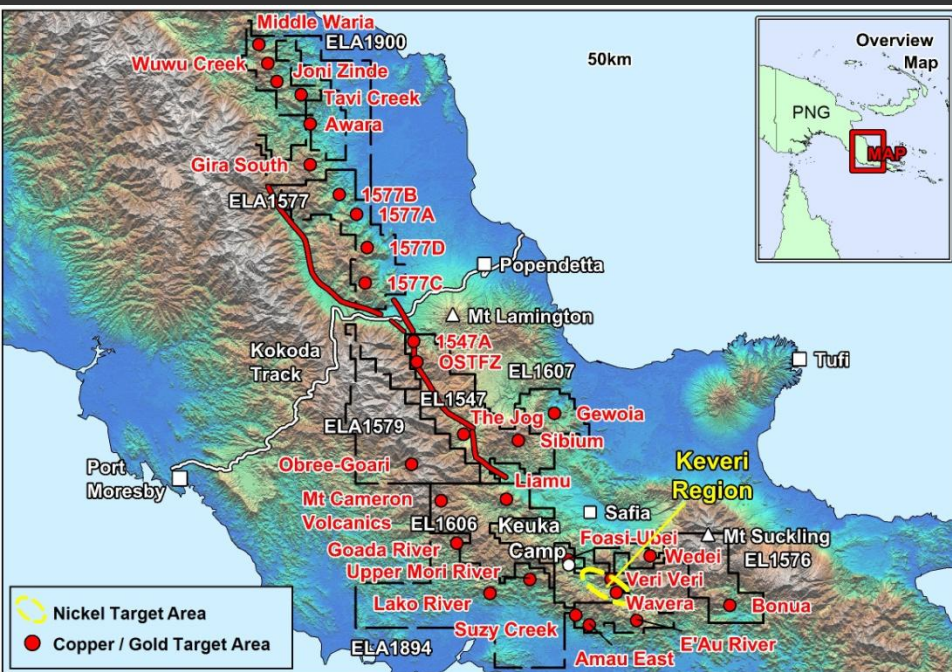 Middle Waria
ELA1900
Wuwu Creek
Joni Zinde
Tavi Creek
Awara
Gira South
ELA1577
1577B
1577A
1577D
1577C
50km
Overview
Map
PNG
MAP
Popendetta
Mt Lamington
Kokoda
Track
1547A
OSTFZ
EL1607
Tufi
EL1547
ELA1579
The Jog
Gewoia
Sibium
Port
Moresby
Obree-Goari
Liamu
Keveri
Region
Mt Cameron
Volcanics
EL1606
Keuka
Camp
Safia
Foasi-Ubei
Mt Suckling
EL1576
Goada River
Wedei
Upper Mori River
Veri Veri
Lako River
Wavera
Bonua
Suzy Creek
E'Au River
Amau East
ELA1894
Nickel Target Area
Copper / Gold Target Area